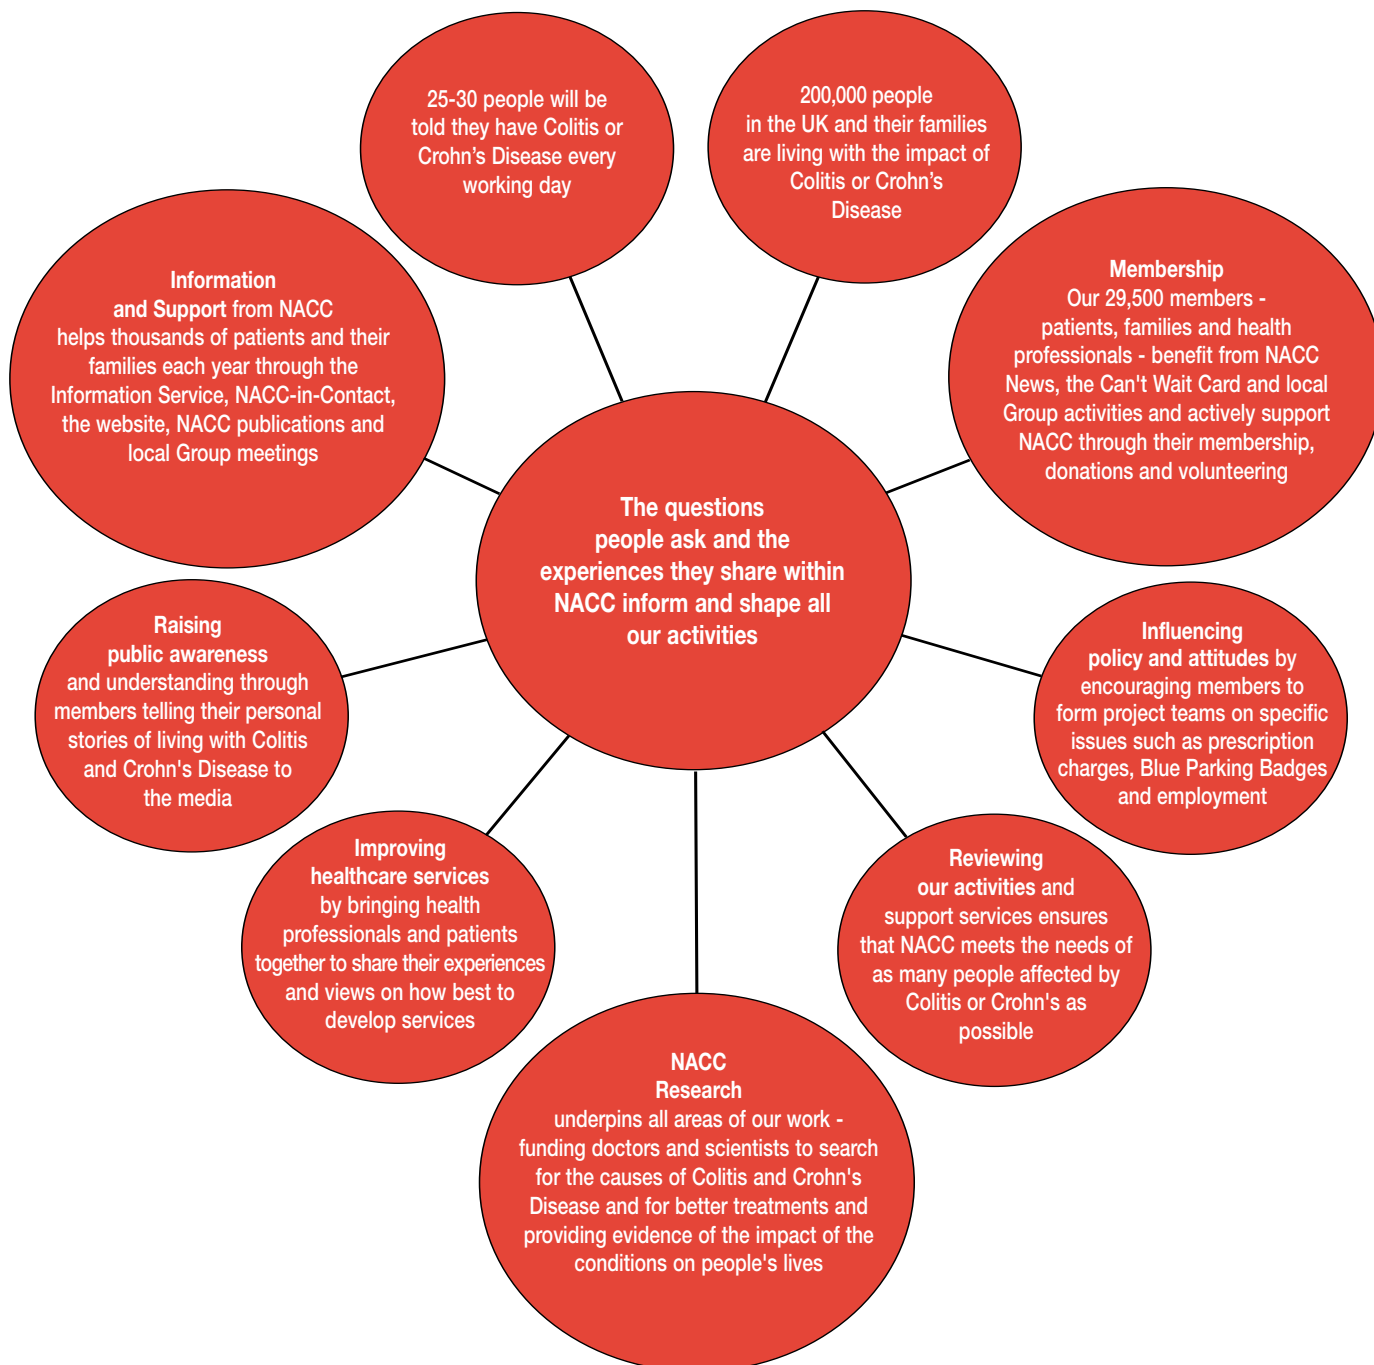 25-30 people will be
told they have Colitis or
Crohn’s Disease every
working day
200,000 people
in the UK and their families
are living with the impact of
Colitis or Crohn’s
Disease
Information
and Support from NACC
helps thousands of patients and their
families each year through the
Information Service, NACC-in-Contact,
the website, NACC publications and
local Group meetings
Membership
Our 29,500 members -
patients, families and health
professionals - benefit from NACC
News, the Can't Wait Card and local
Group activities and actively support
NACC through their membership,
donations and volunteering
The questions
people ask and the
experiences they share within
NACC inform and shape all
our activities
Raising
public awareness
and understanding through
members telling their personal
stories of living with Colitis
and Crohn's Disease to
the media
Influencing
policy and attitudes by
encouraging members to
form project teams on specific
issues such as prescription
charges, Blue Parking Badges
and employment
Improving
healthcare services
by bringing health
professionals and patients
together to share their experiences
and views on how best to
develop services
Reviewing
our activities and
support services ensures
that NACC meets the needs of
as many people affected by
Colitis or Crohn's as
possible
NACC
Research
underpins all areas of our work -
funding doctors and scientists to search
for the causes of Colitis and Crohn's
Disease and for better treatments and
providing evidence of the impact of the
conditions on people's lives